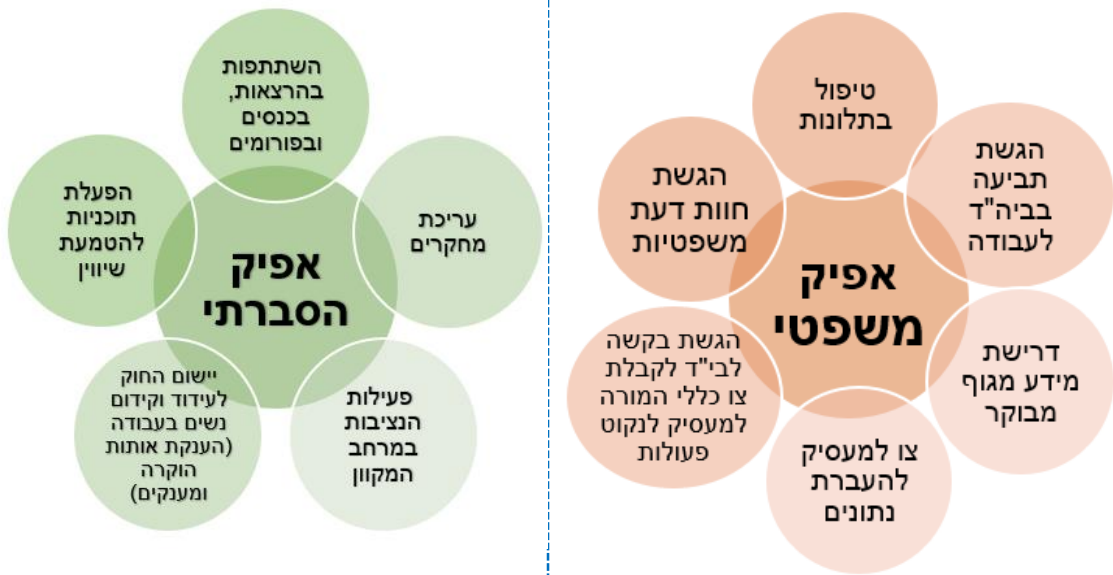 אפיק
משפטי
טיפול
בתלונות
הגשת
תביעה
בביה"ד
לעבודה
דרישת
מידע מגוף
מבוקר
צו למעסיק
להעברת
נתונים
הגשת בקשה
לבי"ד לקבלת
צו כללי המורה
למעסיק לנקוט
פעולות
הגשת
חוות דעת
משפטיות
אפיק
הסברתי
השתתפות
בהרצאות,
בכנסים
ובפורומים
עריכת
מחקרים
פעילות
הנציבות
במרחב
המקוון
יישום החוק
לעידוד וקידום
נשים בעבודה
(הענקת אותות
הוקרה
ומענקים)
הפעלת
תוכניות
להטמעת
שיווין